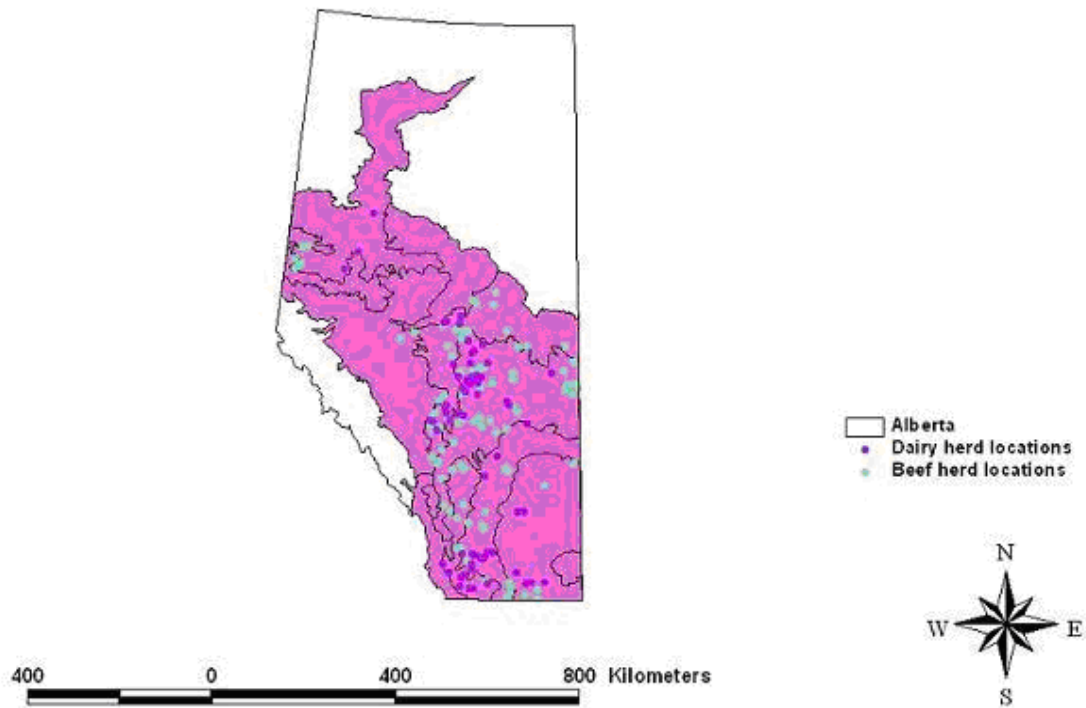 Alberta
Dairy herd locations
Beef herd locations
N
W E
S
400 0 400 800 Kilometers